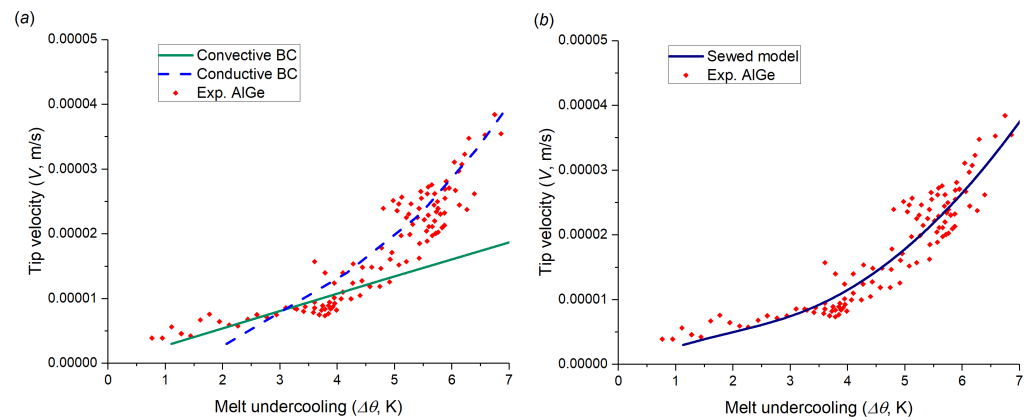 (a)
0.00005
0.00004
0.00003
0.00002
0.00001
0.00000
Tip velocity (V, m/s)
Convective BC
Conductive BC
Exp. AlGe
0 1 2 3 4 5 6 7
Melt undercooling (Δθ, K)
(b)
0.00005
0.00004
0.00003
0.00002
0.00001
0.00000
Tip velocity (V, m/s)
Sewed model
Exp. AlGe
0 1 2 3 4 5 6 7
Melt undercooling (Δθ, K)